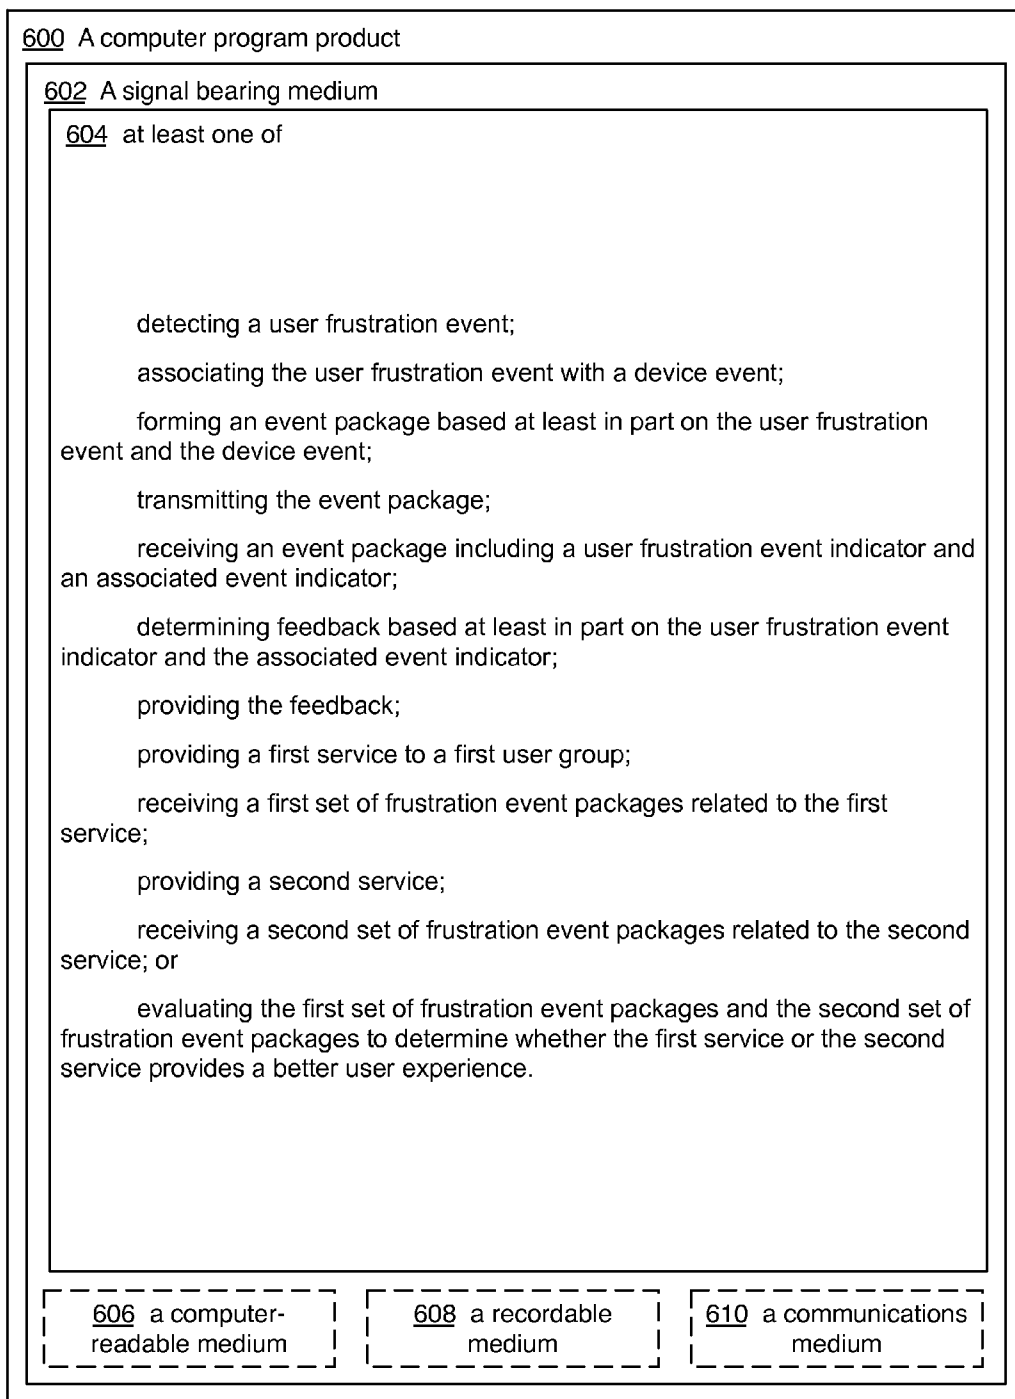 600 A computer program product
602 A signal bearing medium
604 at least one of
detecting a user frustration event;
associating the user frustration event with a device event;
forming an event package based at least in part on the user frustration
event and the device event;
transmitting the event package;
receiving an event package including a user frustration event indicator and
an associated event indicator;
determining feedback based at least in part on the user frustration event
indicator and the associated event indicator;
providing the feedback;
providing a first service to a first user group;
receiving a first set of frustration event packages related to the first
service;
providing a second service;
receiving a second set of frustration event packages related to the second
service; or
evaluating the first set of frustration event packages and the second set of
frustration event packages to determine whether the first service or the second
service provides a better user experience.
606 a computer-
readable medium
608 a recordable
medium
610 a communications
medium